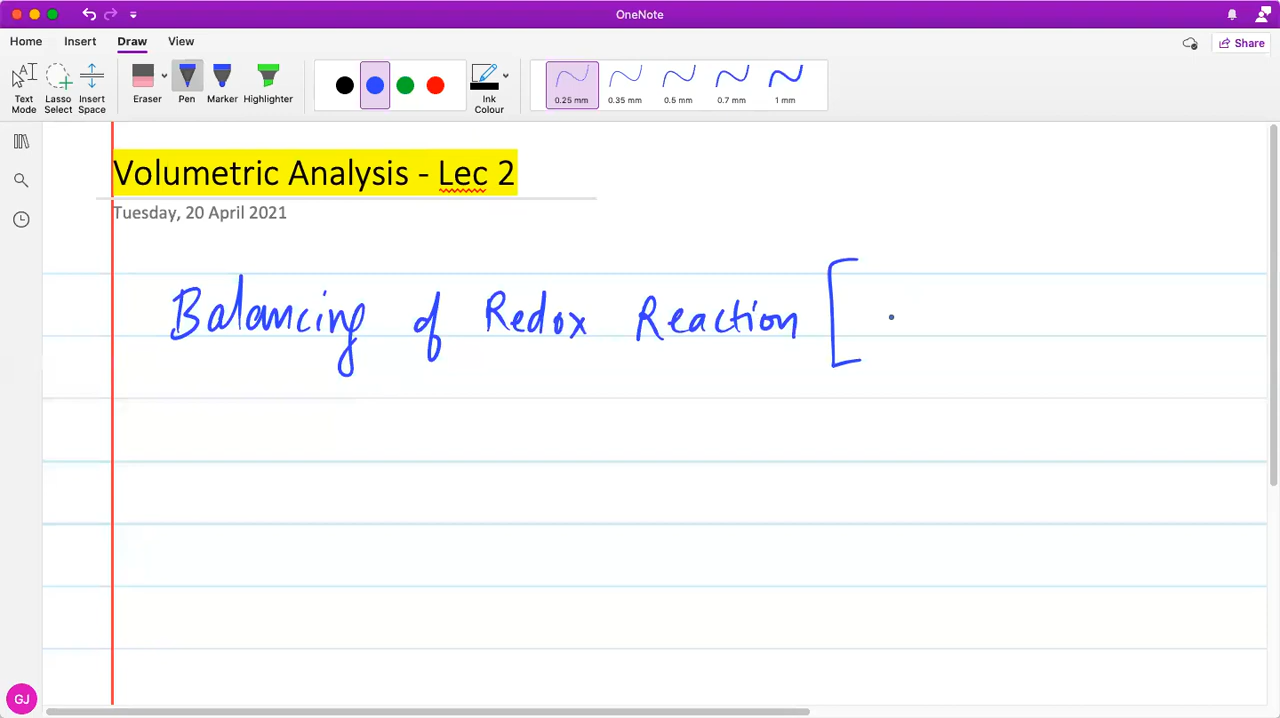 OneNote
Home Insert Draw View
Share
Text Mode
Lasso Select
Insert Space
Eraser
Pen
Marker
Highlighter
Ink Colour
0.25 mm
0.35 mm
0.5 mm
0.7 mm
1 mm
Volumetric Analysis - Lec 2
Tuesday, 20 April 2021
Balancing of Redox Reaction [
GJ